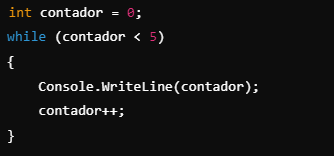 int contador = 0;
while (contador < 5)
{
    Console.WriteLine(contador);
    contador++;
}